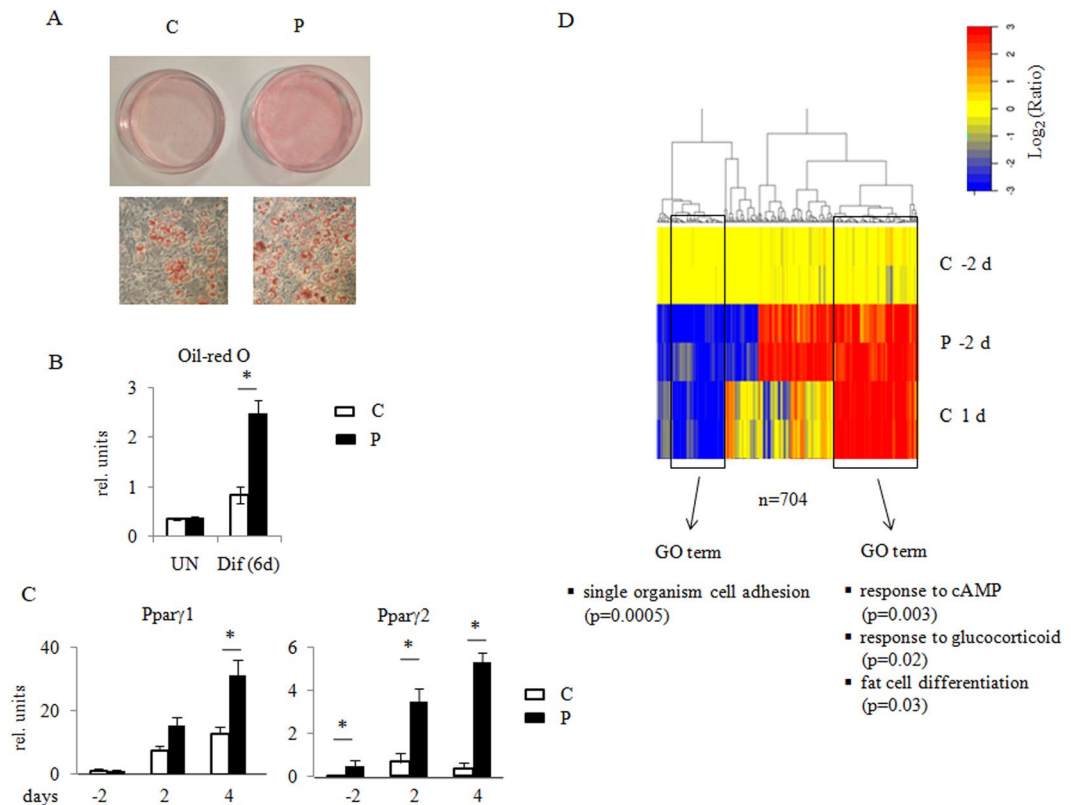 A
C P
B
Oil-red O
*
3
2
1
0
rel. units
C
P
UN Dif (6d)
C
Pparγ1
*
40
20
0
rel. units
days -2 2 4
Pparγ2
* * *
6
4
2
0
C
P
-2 2 4
D
3
2
1
0
-1
-2
-3
Log2 (Ratio)
C -2 d
P -2 d
C 1 d
n=704
GO term
▪ single organism cell adhesion
(p=0.0005)
GO term
▪ response to cAMP
(p=0.003)
▪ response to glucocorticoid
(p=0.02)
▪ fat cell differentiation
(p=0.03)